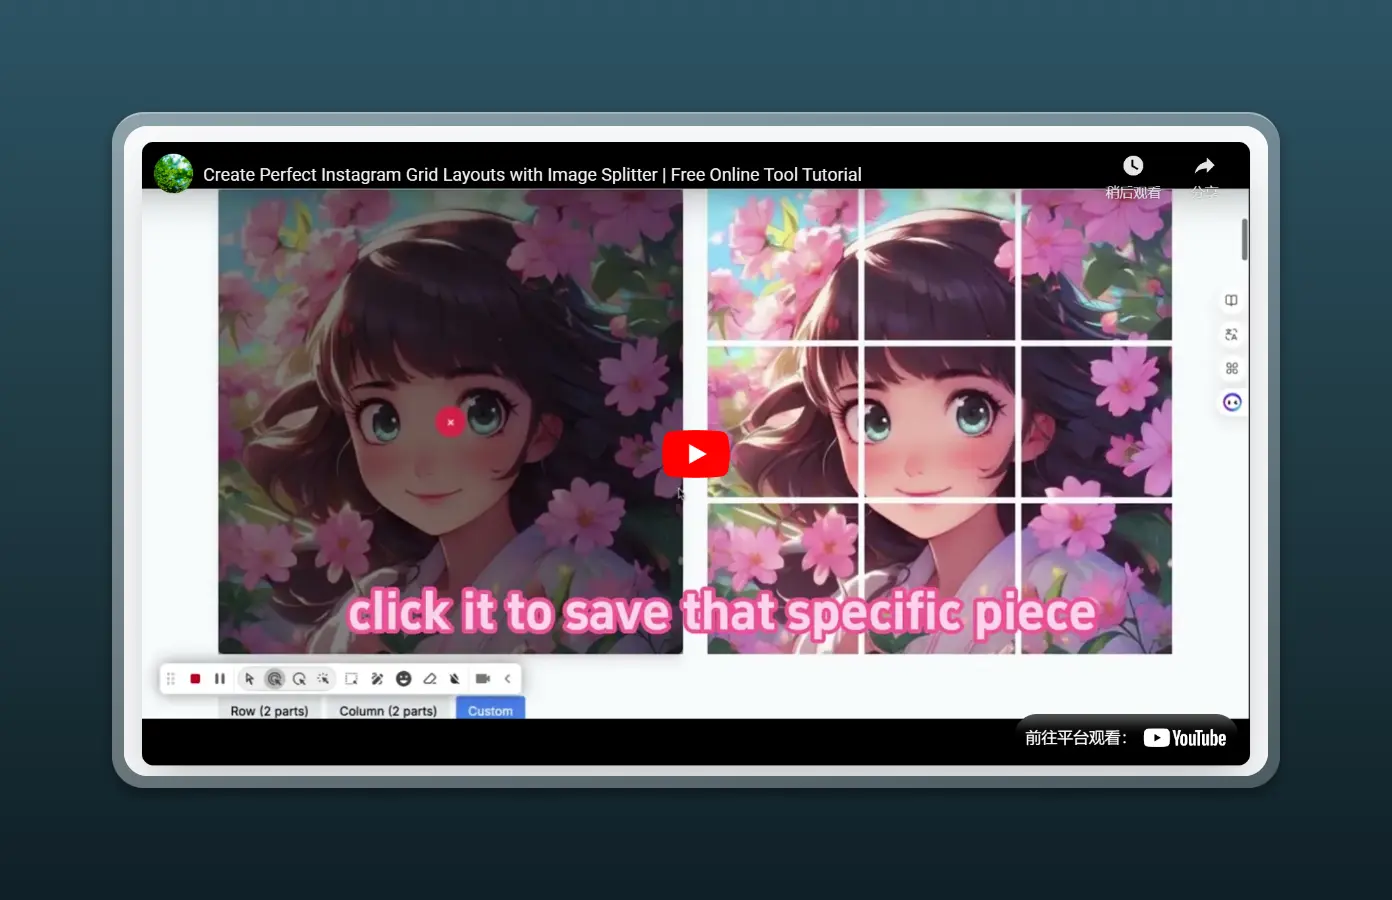 Create Perfect Instagram Grid Layouts with Image Splitter | Free Online Tool Tutorial
稍后观看
分享
click it to save that specific piece
Row (2 parts)
Column (2 parts)
Custom
前往平台观看：
YouTube